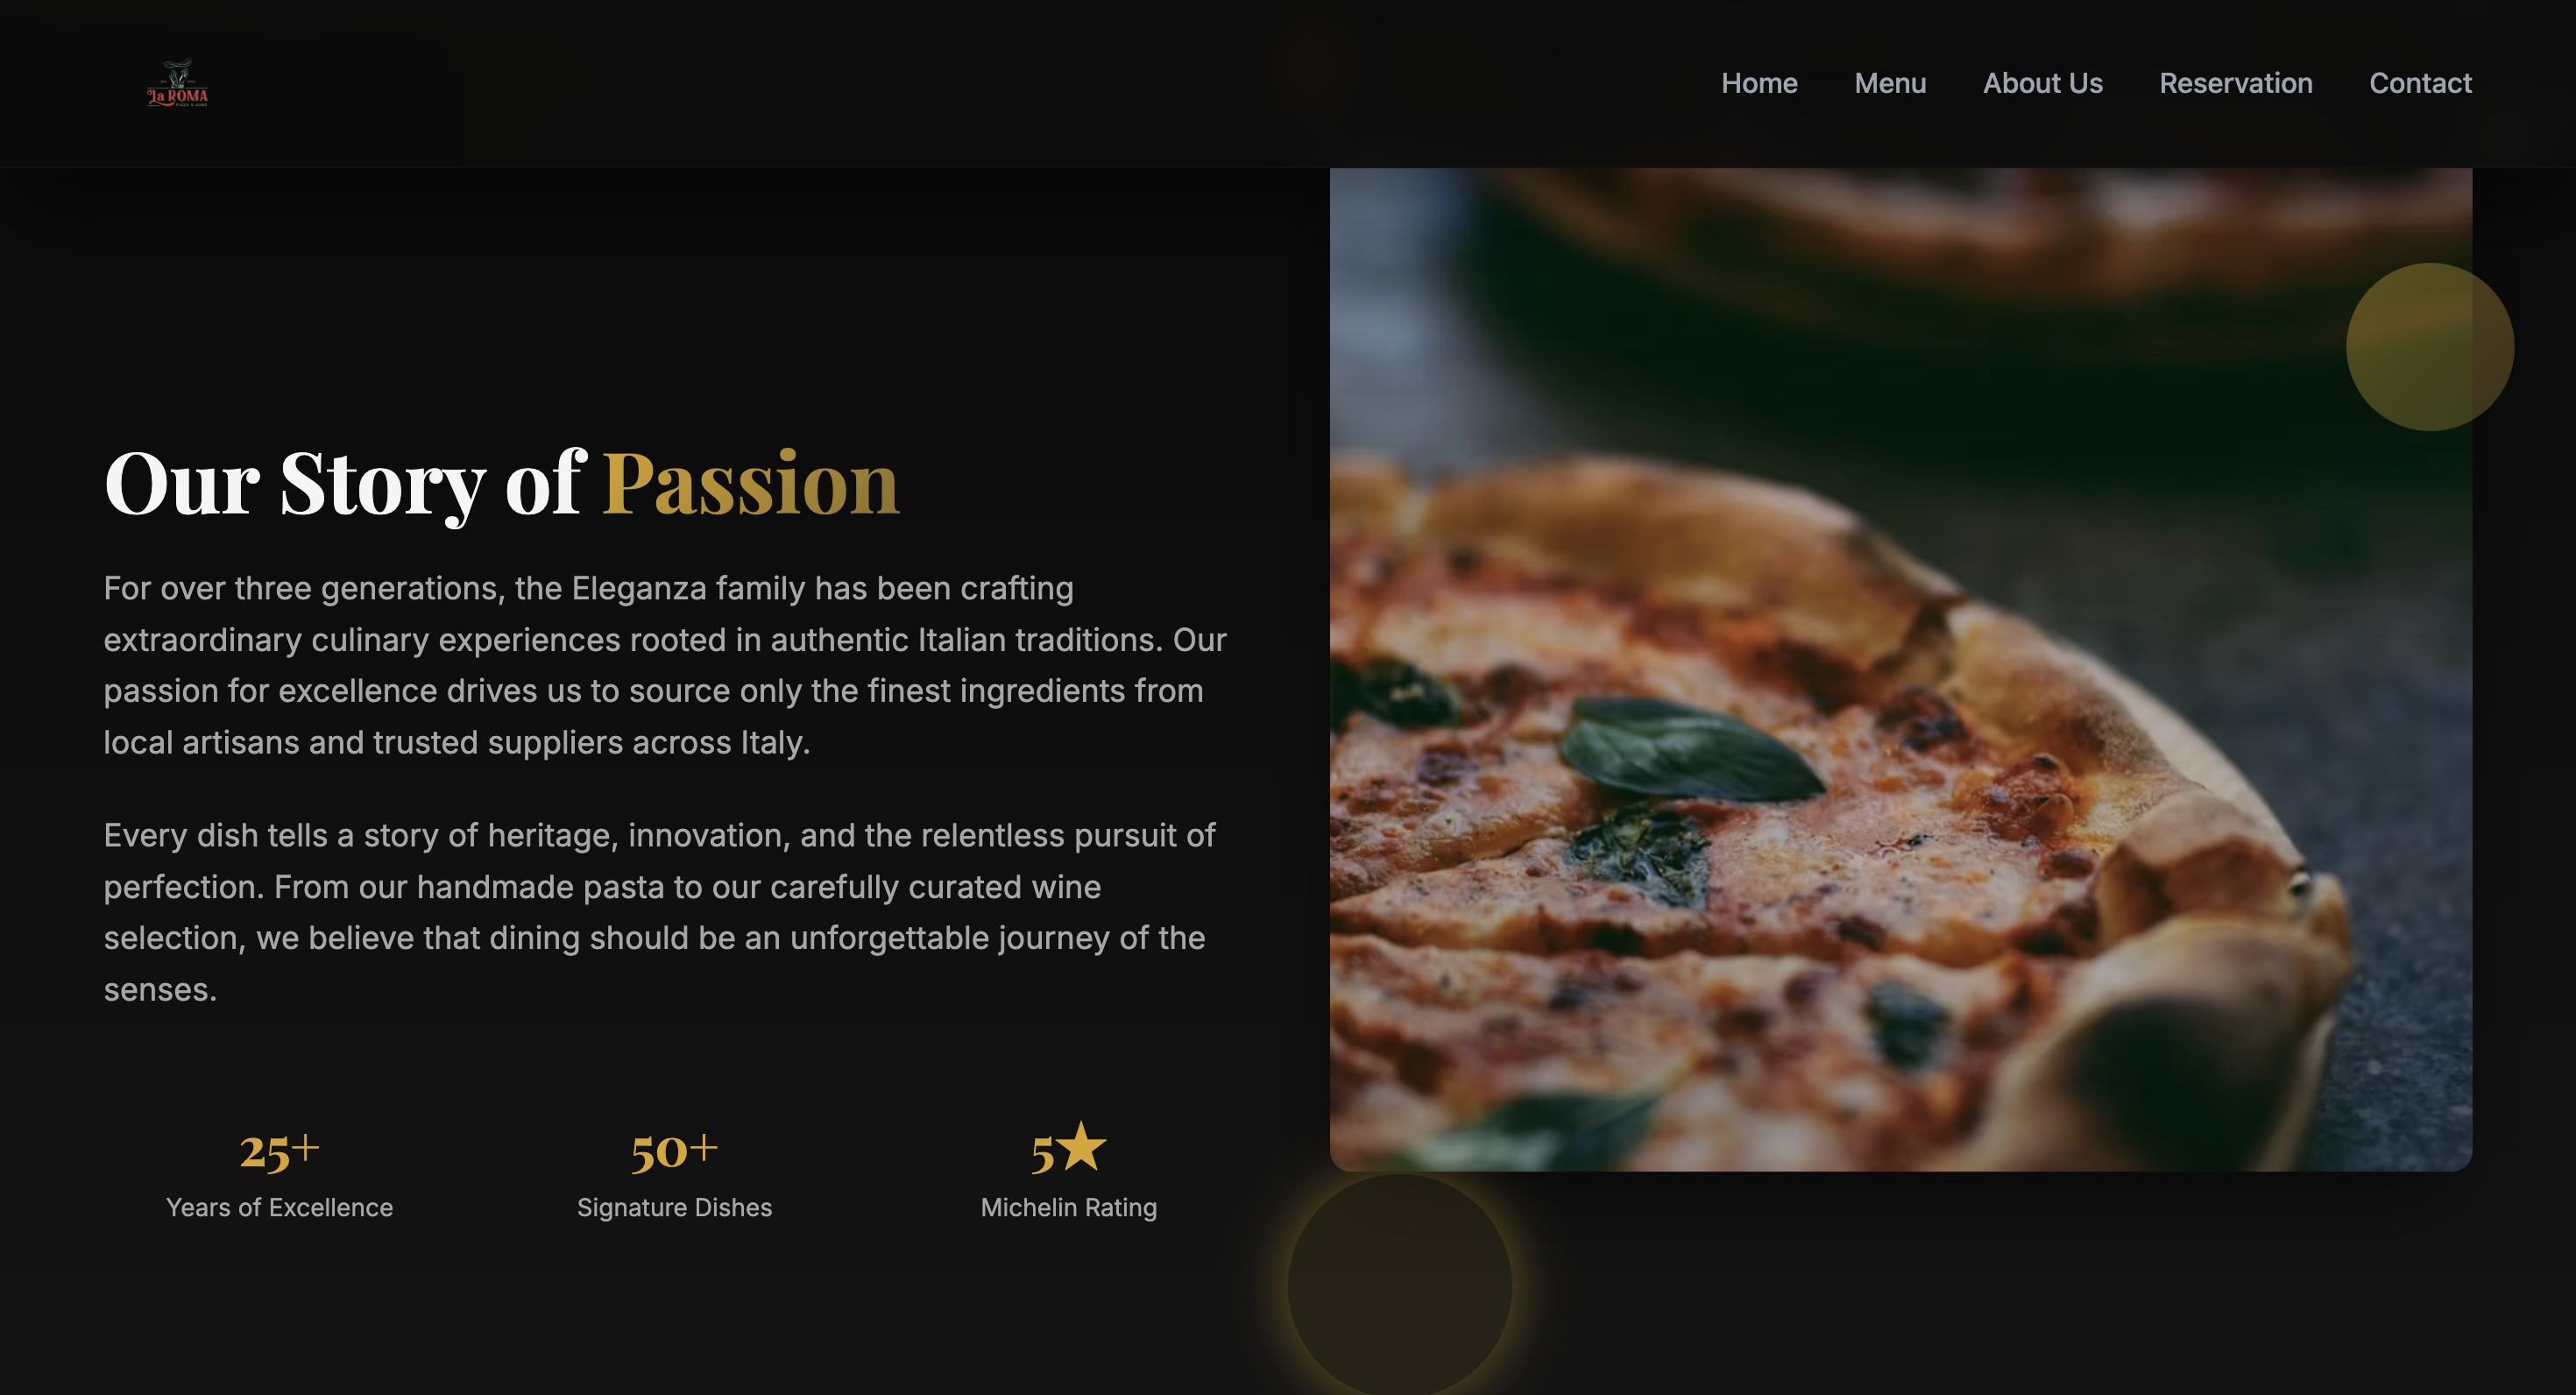 La ROMA
PIZZA & SUBS
Home
Menu
About Us
Reservation
Contact
Our Story of Passion
For over three generations, the Eleganza family has been crafting
extraordinary culinary experiences rooted in authentic Italian traditions. Our
passion for excellence drives us to source only the finest ingredients from
local artisans and trusted suppliers across Italy.
Every dish tells a story of heritage, innovation, and the relentless pursuit of
perfection. From our handmade pasta to our carefully curated wine
selection, we believe that dining should be an unforgettable journey of the
senses.
25+
Years of Excellence
50+
Signature Dishes
5★
Michelin Rating